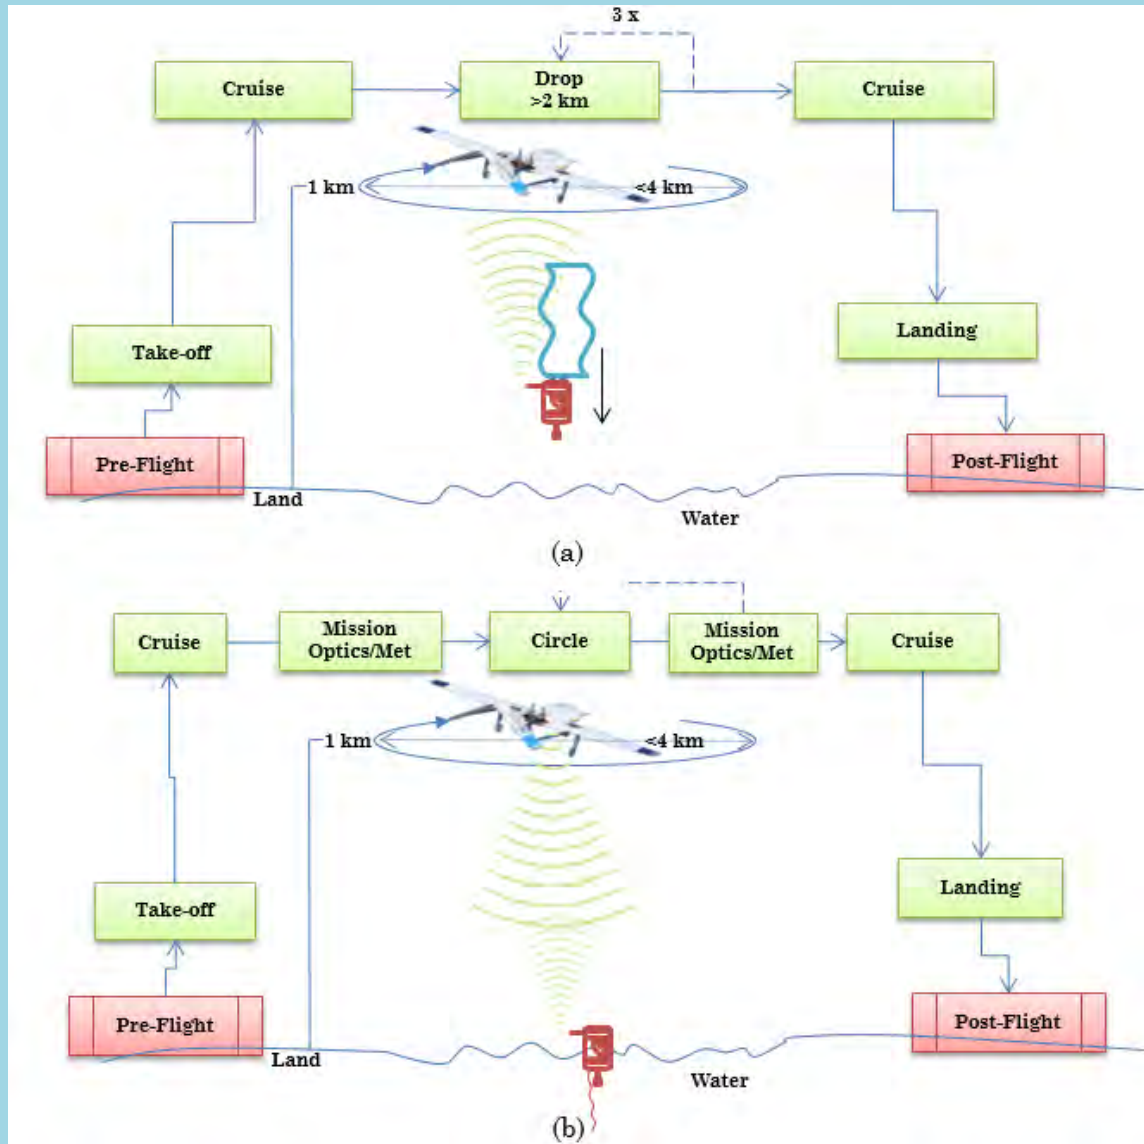 3 x
Cruise
Drop
>2 km
Cruise
1 km
<4 km
Take-off
Landing
Pre-Flight
Post-Flight
Land
Water
(a)
Cruise
Mission
Optics/Met
Circle
Mission
Optics/Met
Cruise
1 km
<4 km
Take-off
Landing
Pre-Flight
Post-Flight
Land
Water
(b)